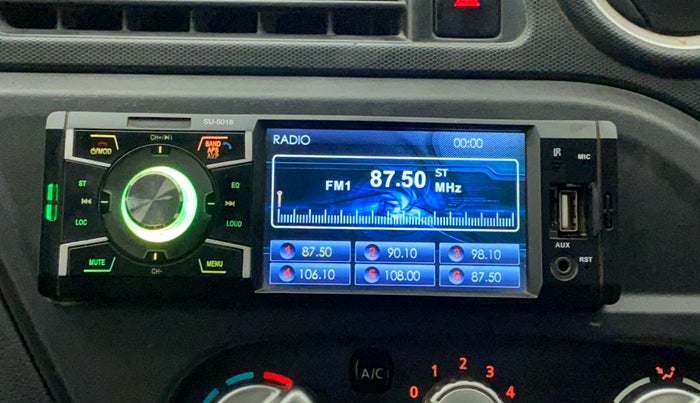 SU-5018
CH+/⏯
⏻/MOD
BAND
APS
AXP
ST
EQ
LOC
LOUD
MUTE
MENU
CH-
RADIO 00:00
FM1 87.50 ST
MHz
1 87.50 2 90.10 3 98.10
4 106.10 5 108.00 6 87.50
IR
MIC
AUX
RST
A/C
0 1 2 3 4